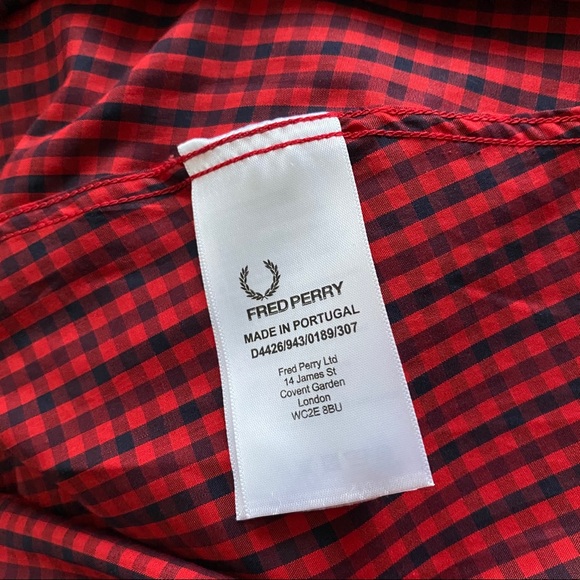 FRED PERRY
MADE IN PORTUGAL
D4426/943/0189/307
Fred Perry Ltd
14 James St
Covent Garden
London
WC2E 8BU